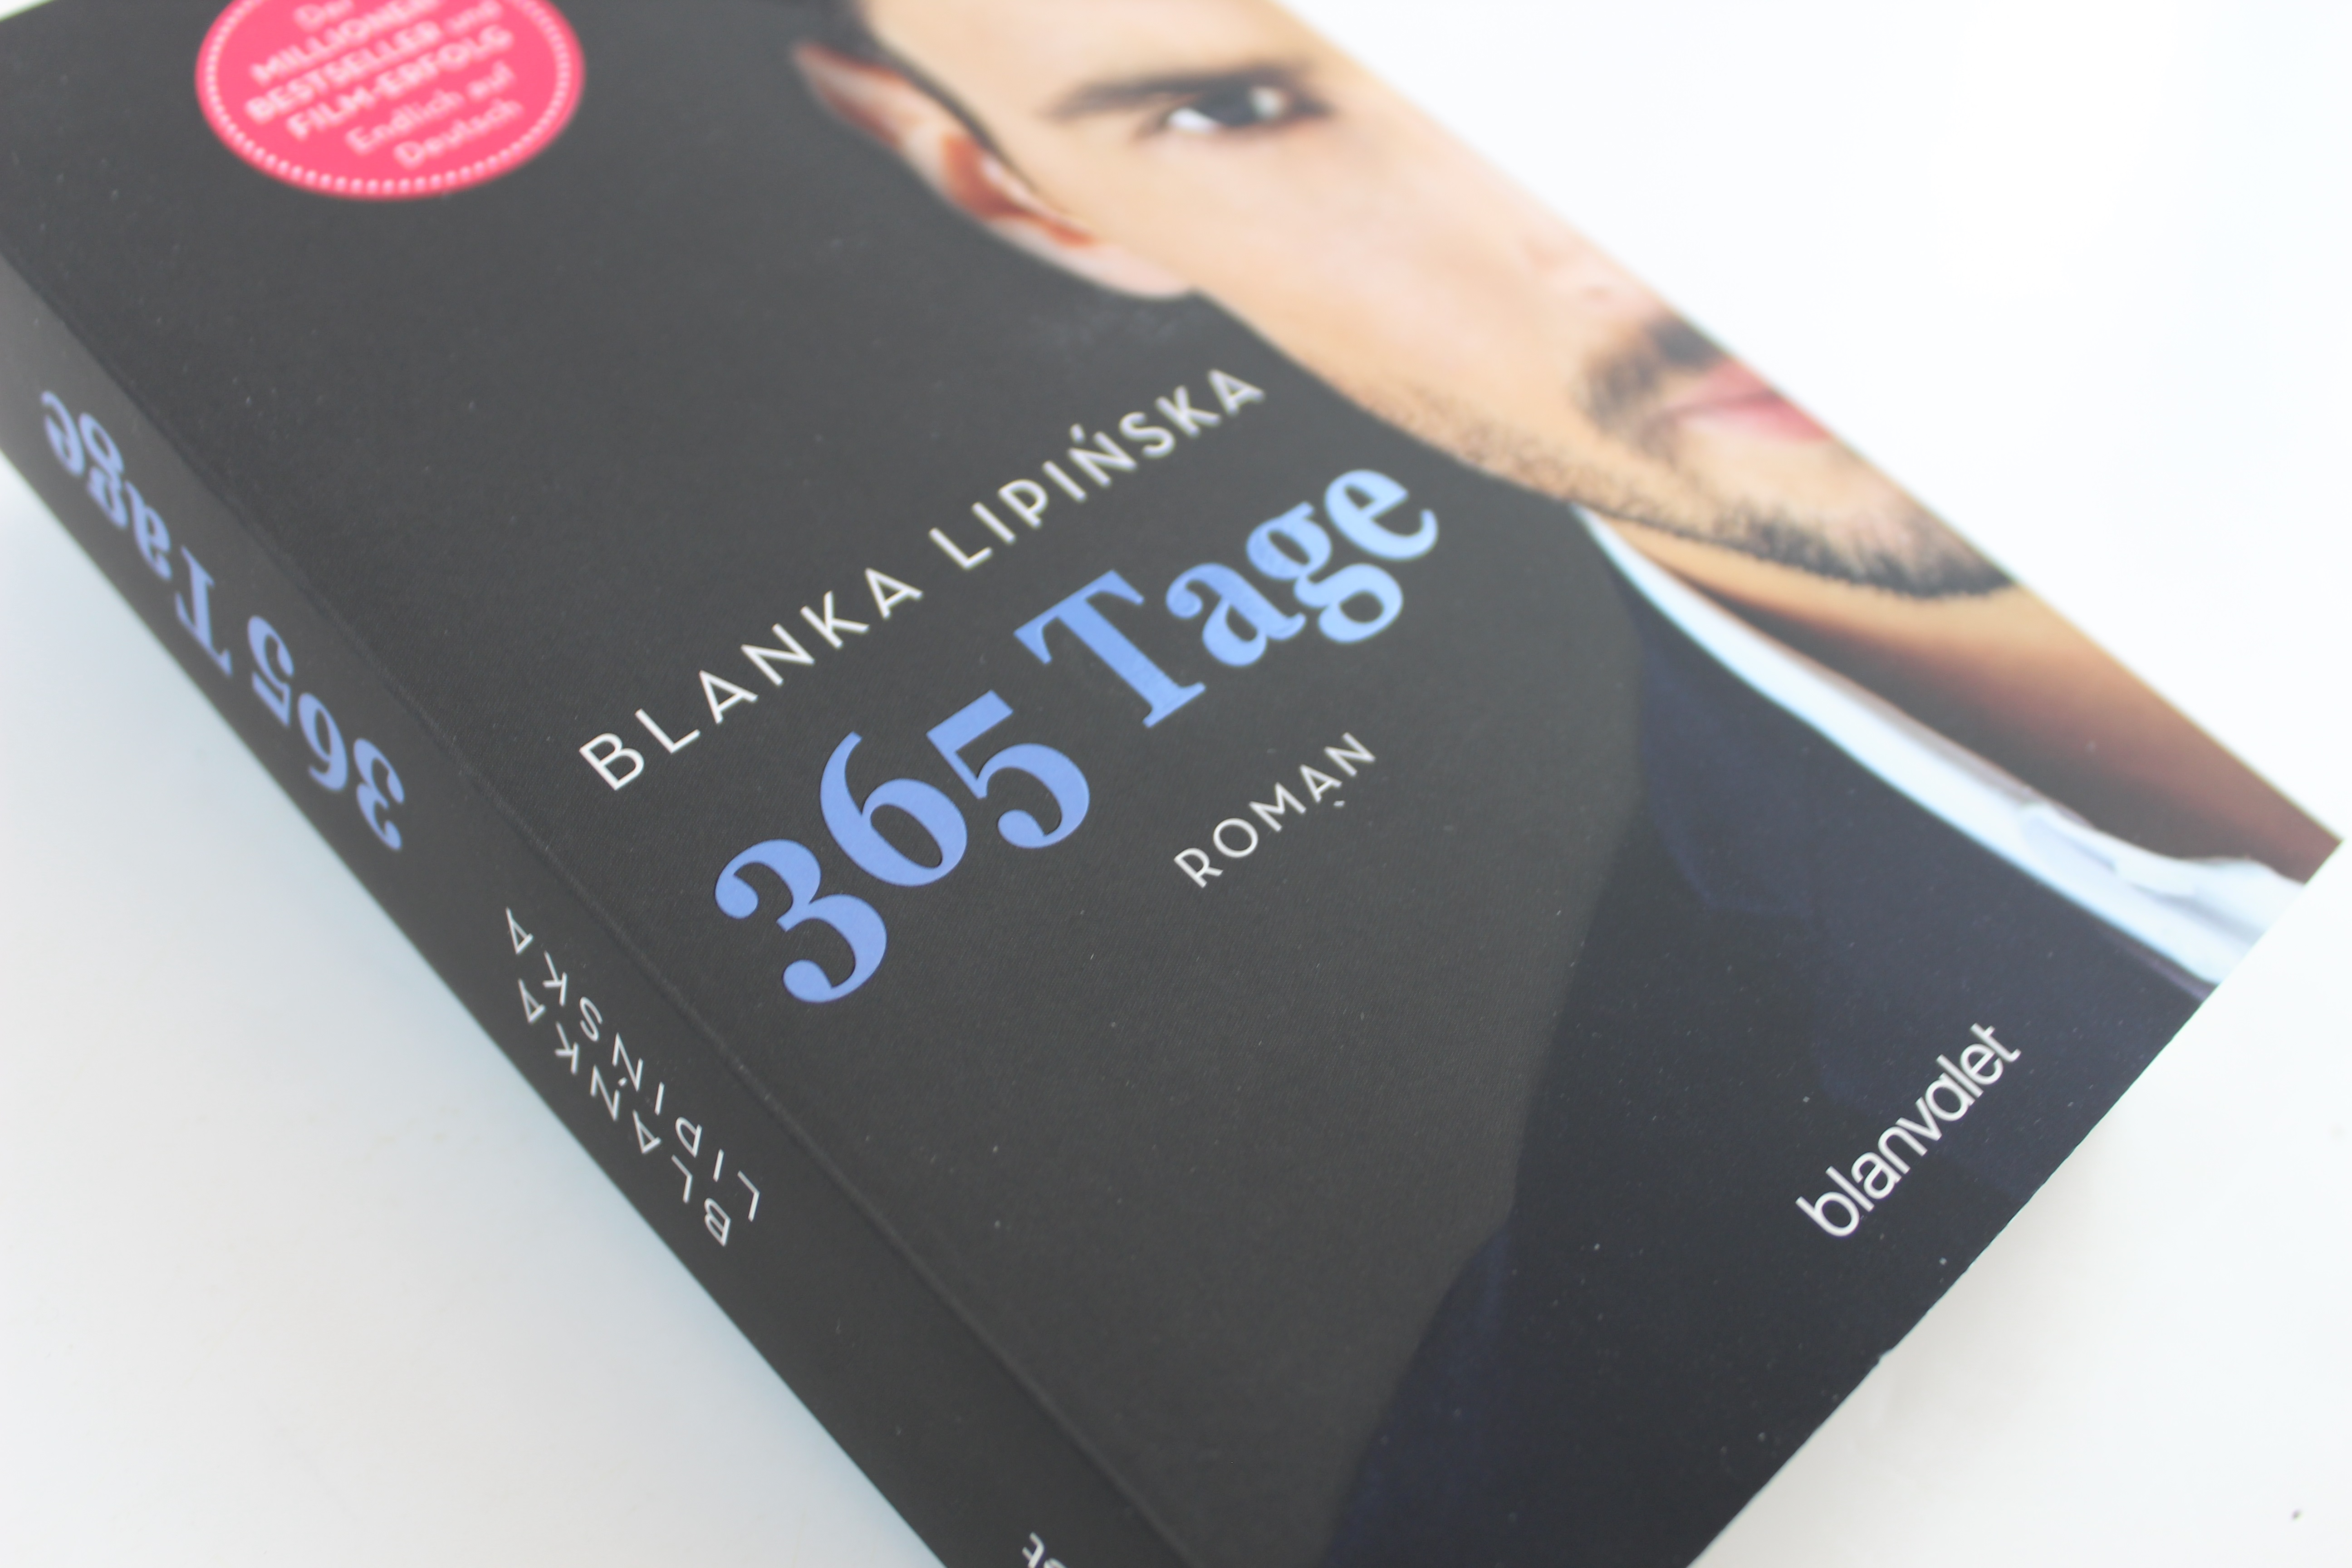 Der
MILLIONEN-
BESTSELLER und
FILM-ERFOLG
Endlich auf
Deutsch
BLANKA LIPIŃSKA
365 Tage
ROMAN
blanvalet
365 Tage
BLANKA
LIPIŃSKA